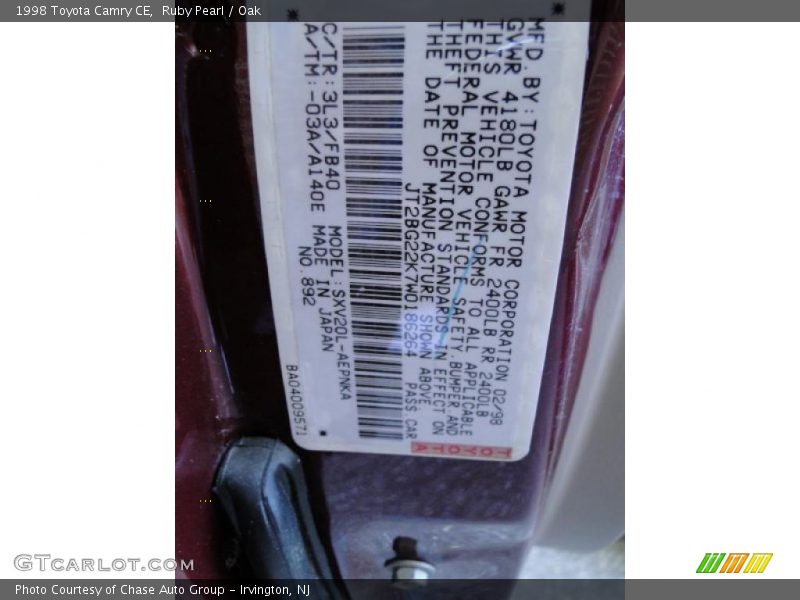 1998 Toyota Camry CE, Ruby Pearl / Oak
MFD. BY: TOYOTA MOTOR CORPORATION 02/98
GVWR 4180LB GAWR FR 2400LB RR 2400LB
THIS VEHICLE CONFORMS TO ALL APPLICABLE
FEDERAL MOTOR VEHICLE SAFETY, BUMPER AND
THEFT PREVENTION STANDARDS IN EFFECT ON
THE DATE OF MANUFACTURE SHOWN ABOVE
JT2BG22K7W0186264 PASS.CAR
TOYOTA
C/TR:3L3/FB40 MODEL:SXV20L-AEPNKA
A/TM:-03A/A140E MADE IN JAPAN
NO.892
BA04009571
GTCarlot.com
Photo Courtesy of Chase Auto Group - Irvington, NJ